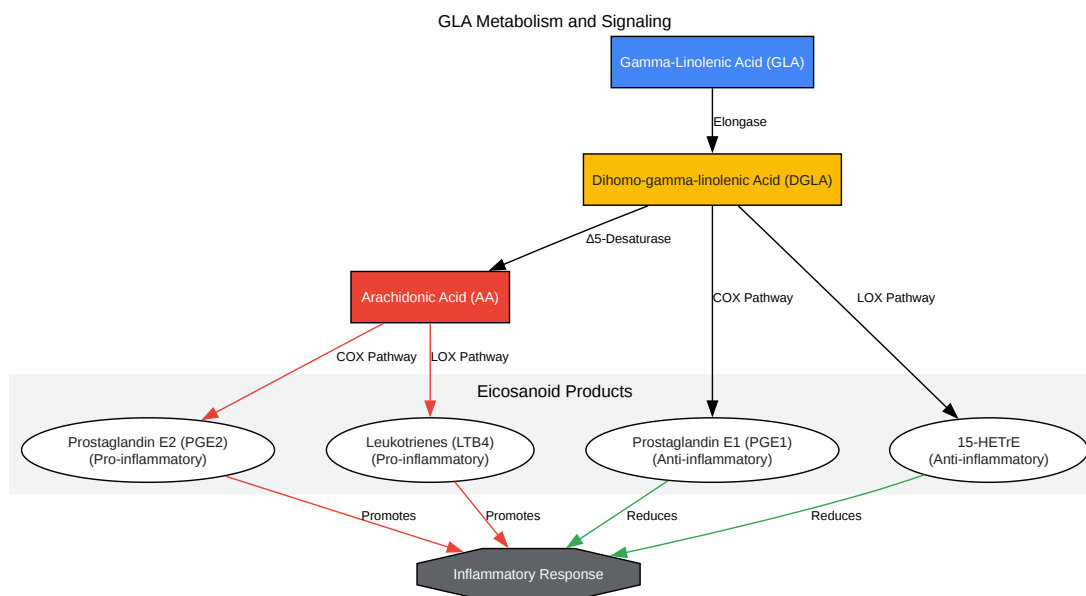 GLA Metabolism and Signaling
Gamma-Linolenic Acid (GLA)
Elongase
Dihomo-gamma-linolenic Acid (DGLA)
Δ5-Desaturase
Arachidonic Acid (AA)
COX Pathway
LOX Pathway
COX Pathway
LOX Pathway
Eicosanoid Products
Prostaglandin E2 (PGE2)
(Pro-inflammatory)
Leukotrienes (LTB4)
(Pro-inflammatory)
Prostaglandin E1 (PGE1)
(Anti-inflammatory)
15-HETrE
(Anti-inflammatory)
Promotes
Promotes
Reduces
Reduces
Inflammatory Response